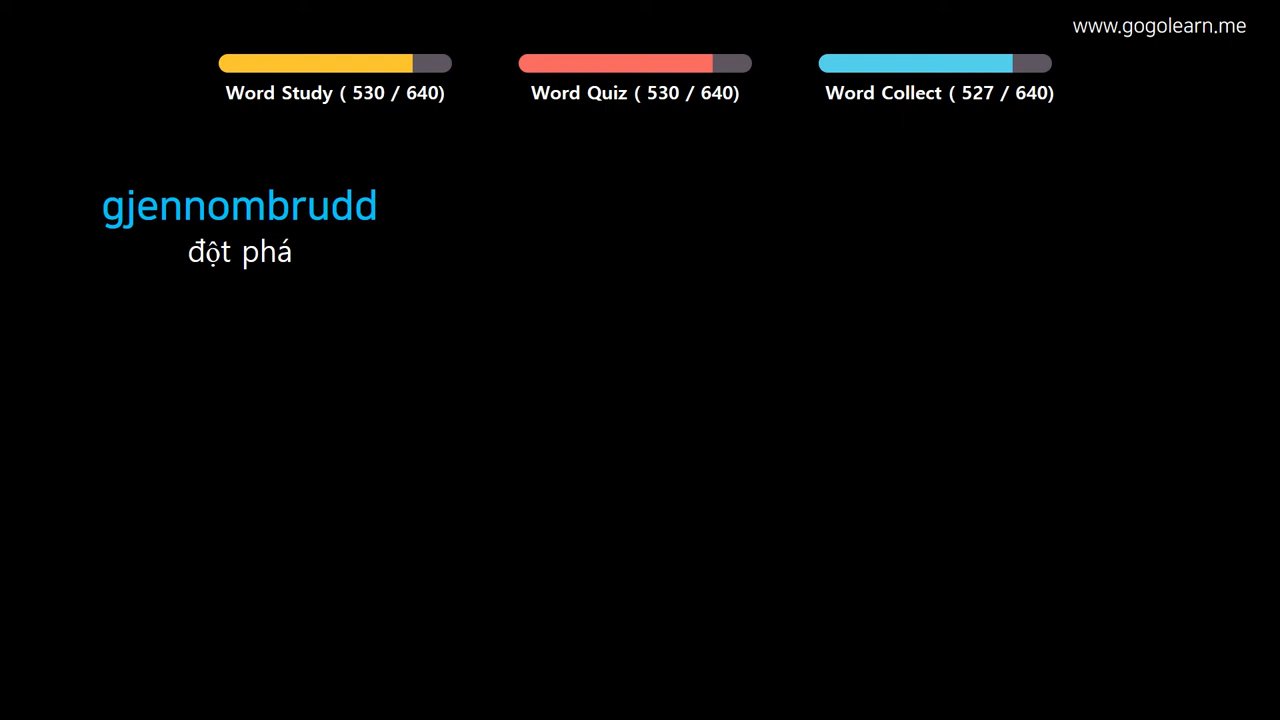 www.gogolearn.me
Word Study ( 530 / 640)
Word Quiz ( 530 / 640)
Word Collect ( 527 / 640)
gjennombrudd
đột phá